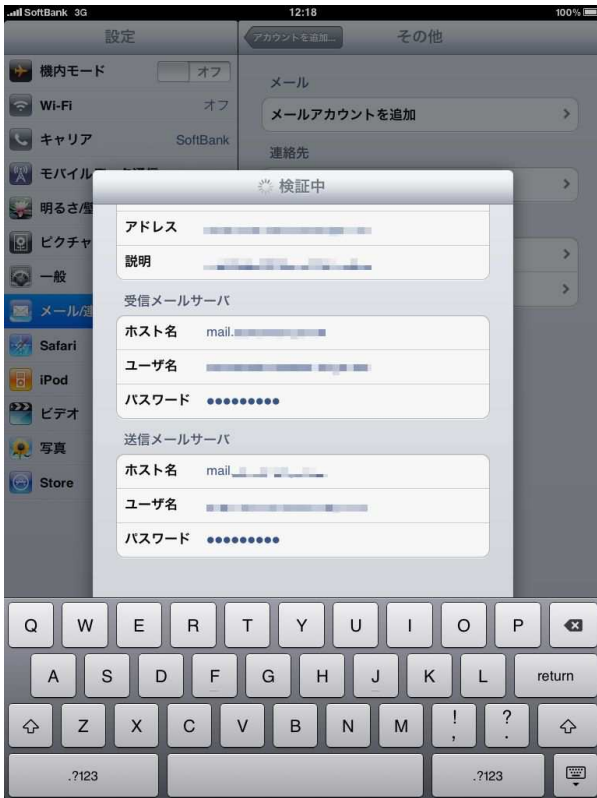 SoftBank 3G 12:18 100%
設定
アカウントを追加...
その他
機内モード オフ
Wi-Fi オフ
キャリア SoftBank
モバイル
明るさ/壁
ピクチャ
一般
メール/連
Safari
iPod
ビデオ
写真
Store
メール
メールアカウントを追加
連絡先
検証中
アドレス
説明
受信メールサーバ
ホスト名 mail.
ユーザ名
パスワード ●●●●●●●●●
送信メールサーバ
ホスト名 mail.
ユーザ名
パスワード ●●●●●●●●●
Q W E R T Y U I O P
A S D F G H J K L return
Z X C V B N M ! , ? .
.?123 .?123